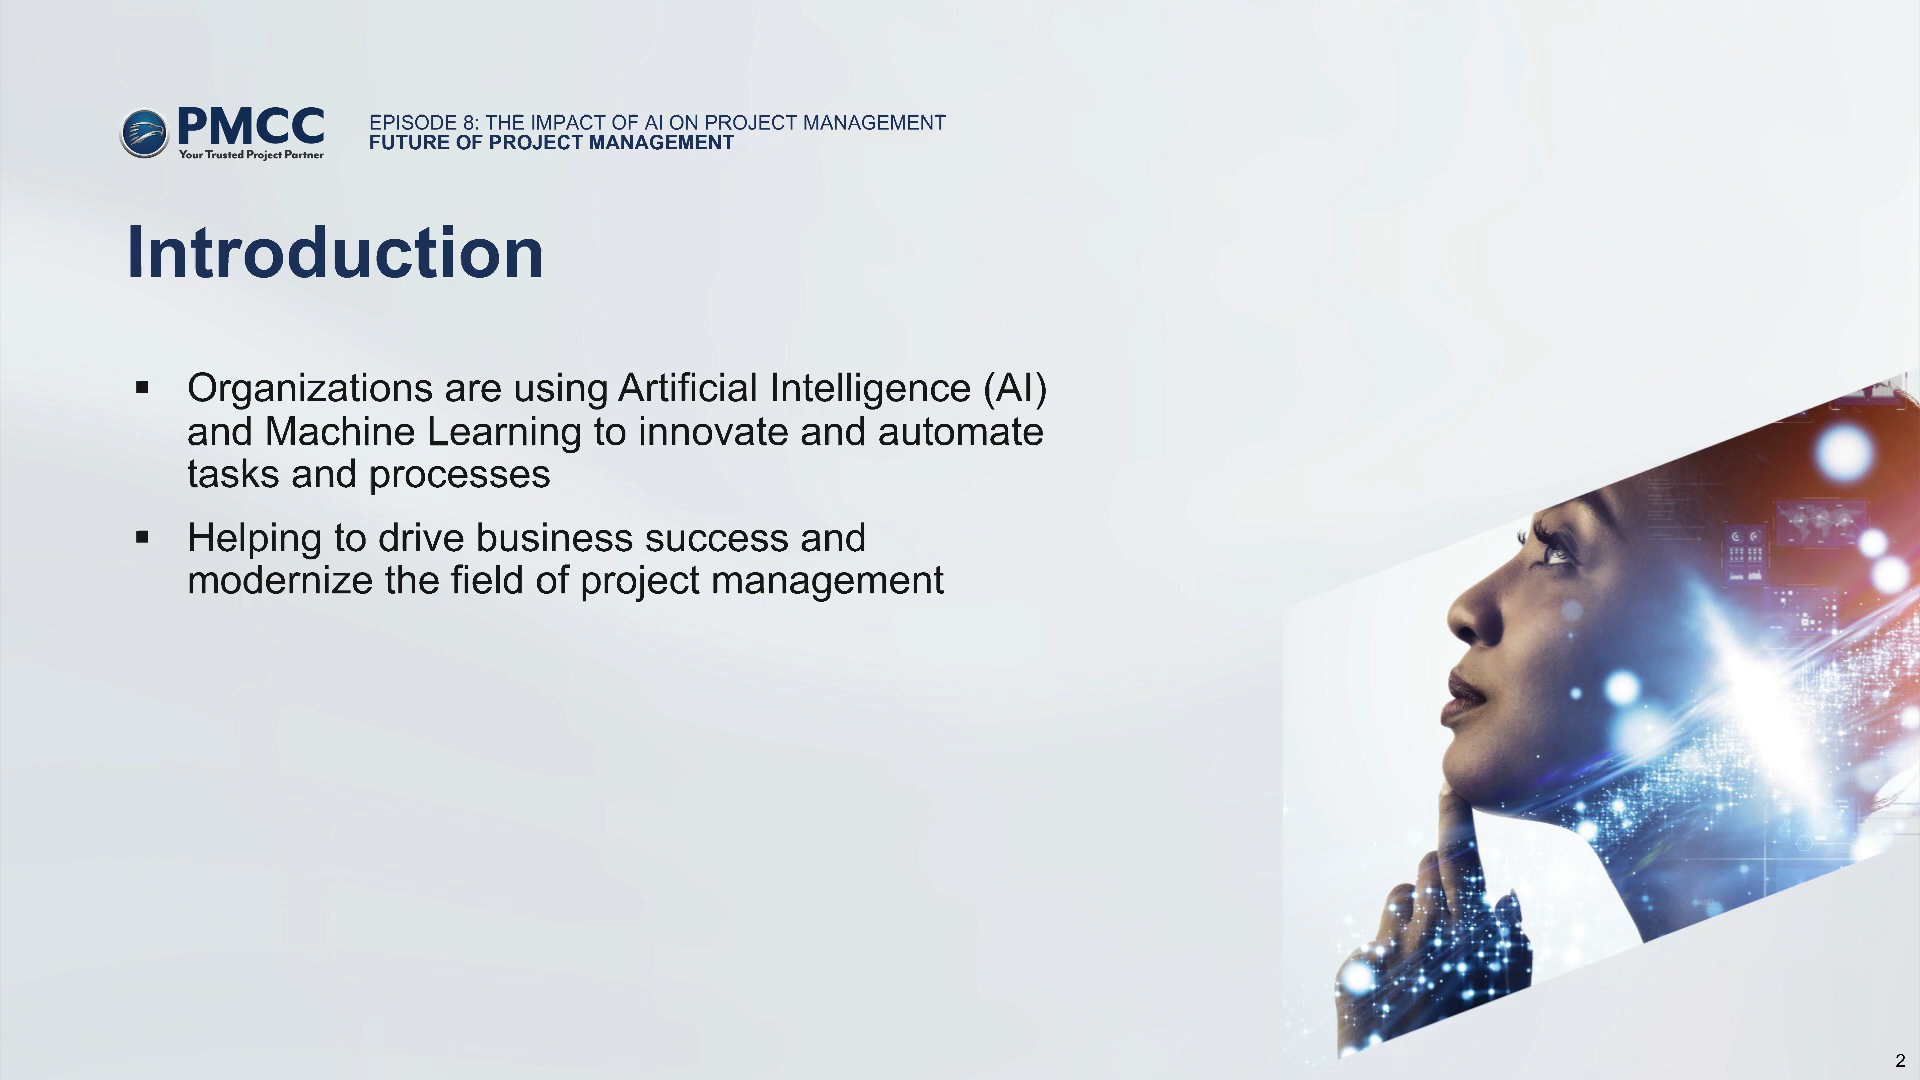 PMCC
Your Trusted Project Partner
EPISODE 8: THE IMPACT OF AI ON PROJECT MANAGEMENT
FUTURE OF PROJECT MANAGEMENT
Introduction
▪ Organizations are using Artificial Intelligence (AI)
and Machine Learning to innovate and automate
tasks and processes
▪ Helping to drive business success and
modernize the field of project management
2